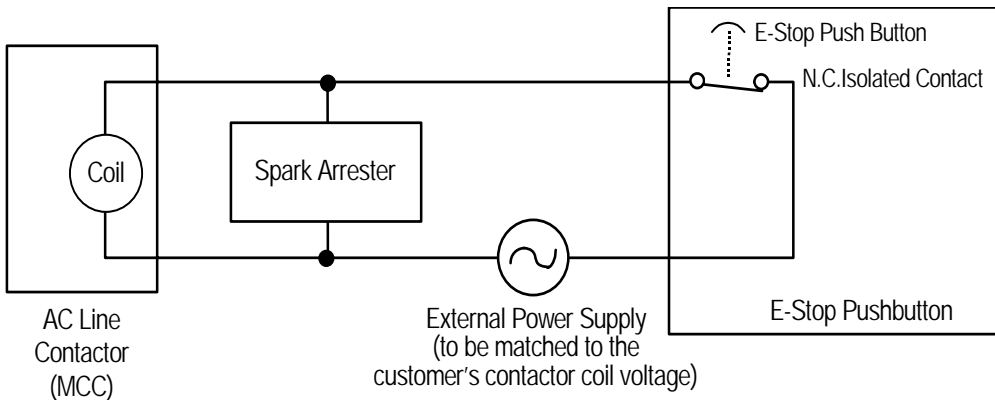 E-Stop Push Button
N.C.Isolated Contact
Coil
Spark Arrester
E-Stop Pushbutton
AC Line
Contactor
(MCC)
External Power Supply
(to be matched to the
customer's contactor coil voltage)